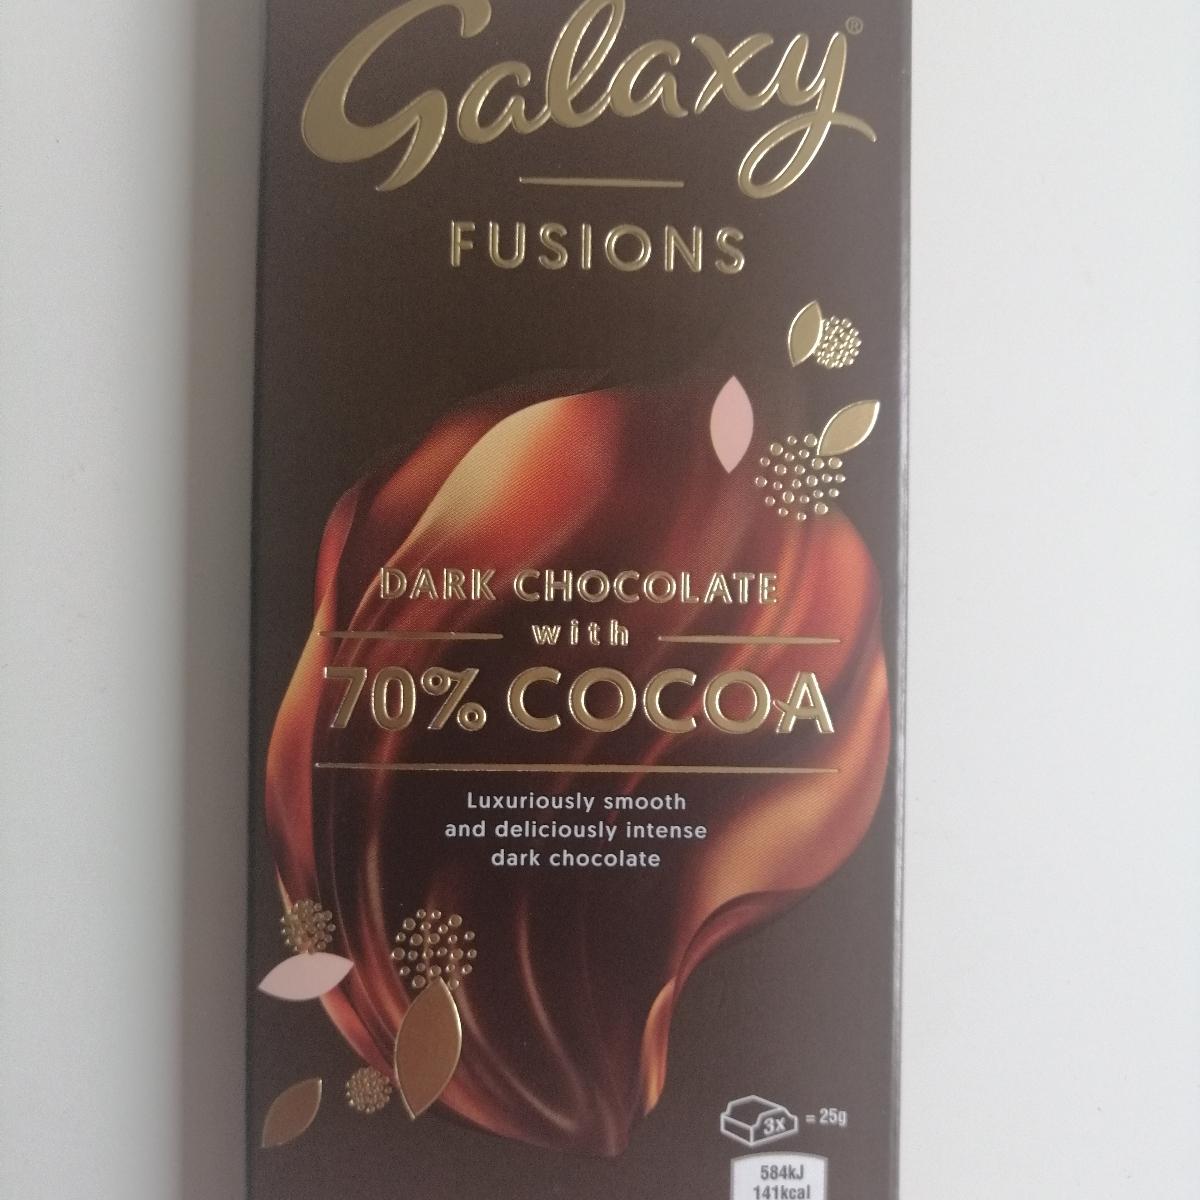 Galaxy®
FUSIONS
DARK CHOCOLATE
with
70% COCOA
Luxuriously smooth
and deliciously intense
dark chocolate
3x = 25g
584kJ
141kcal